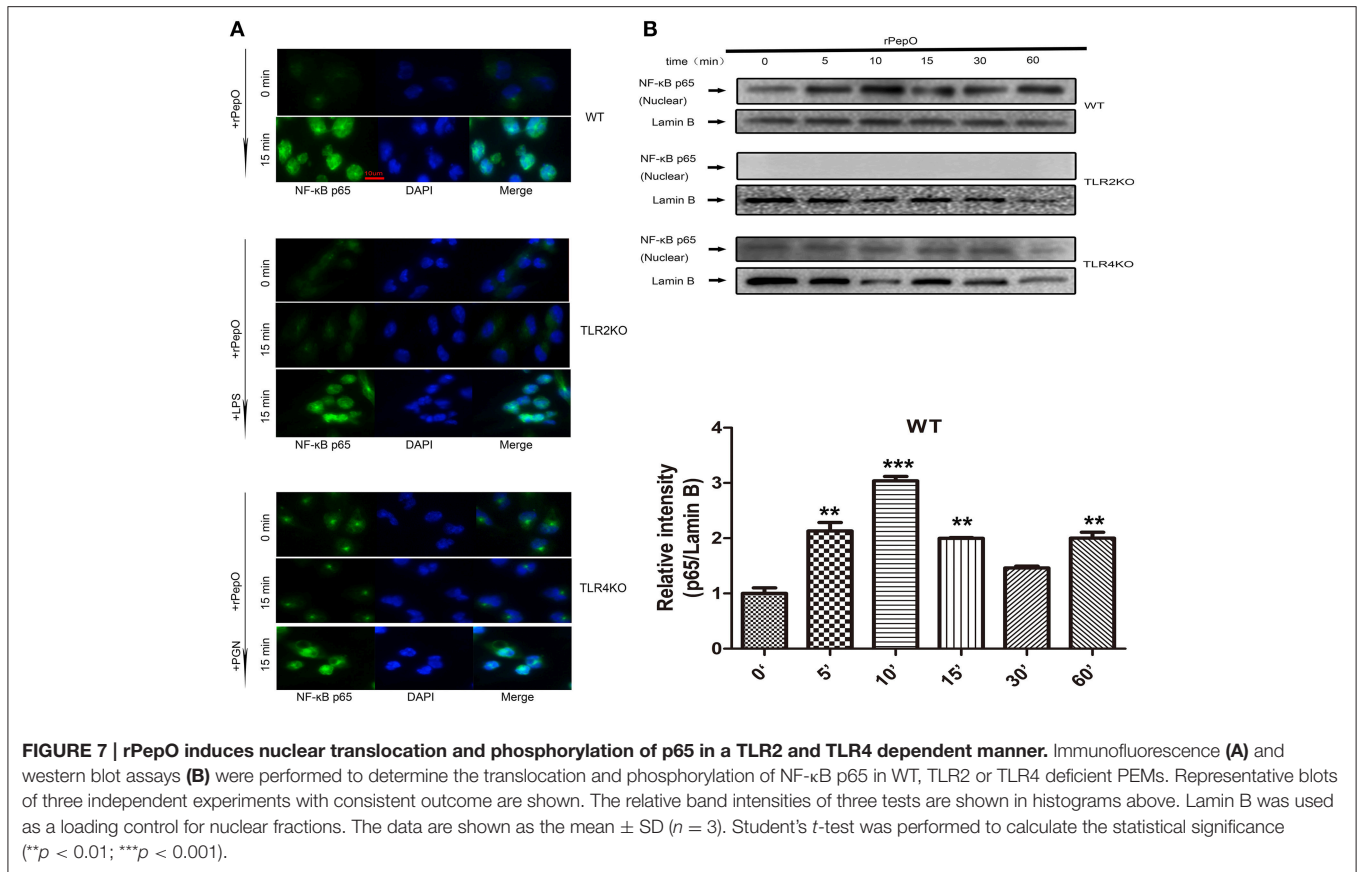 A
+rPepO
0 min
15 min
10um
WT
NF-κB p65 DAPI Merge
+rPepO
0 min
15 min
TLR2KO
+LPS
15 min
NF-κB p65 DAPI Merge
+rPepO
0 min
15 min
TLR4KO
+PGN
15 min
NF-κB p65 DAPI Merge
B
rPepO
time (min) 0 5 10 15 30 60
NF-κB p65
(Nuclear)
WT
Lamin B
NF-κB p65
(Nuclear)
TLR2KO
Lamin B
NF-κB p65
(Nuclear)
TLR4KO
Lamin B
WT
Relative intensity
(p65/Lamin B)
4
3
2
1
0
** *** ** **
0' 5' 10' 15' 30' 60'
FIGURE 7 | rPepO induces nuclear translocation and phosphorylation of p65 in a TLR2 and TLR4 dependent manner. Immunofluorescence (A) and
western blot assays (B) were performed to determine the translocation and phosphorylation of NF-κB p65 in WT, TLR2 or TLR4 deficient PEMs. Representative blots
of three independent experiments with consistent outcome are shown. The relative band intensities of three tests are shown in histograms above. Lamin B was used
as a loading control for nuclear fractions. The data are shown as the mean ± SD (n = 3). Student's t-test was performed to calculate the statistical significance
(**p < 0.01; ***p < 0.001).